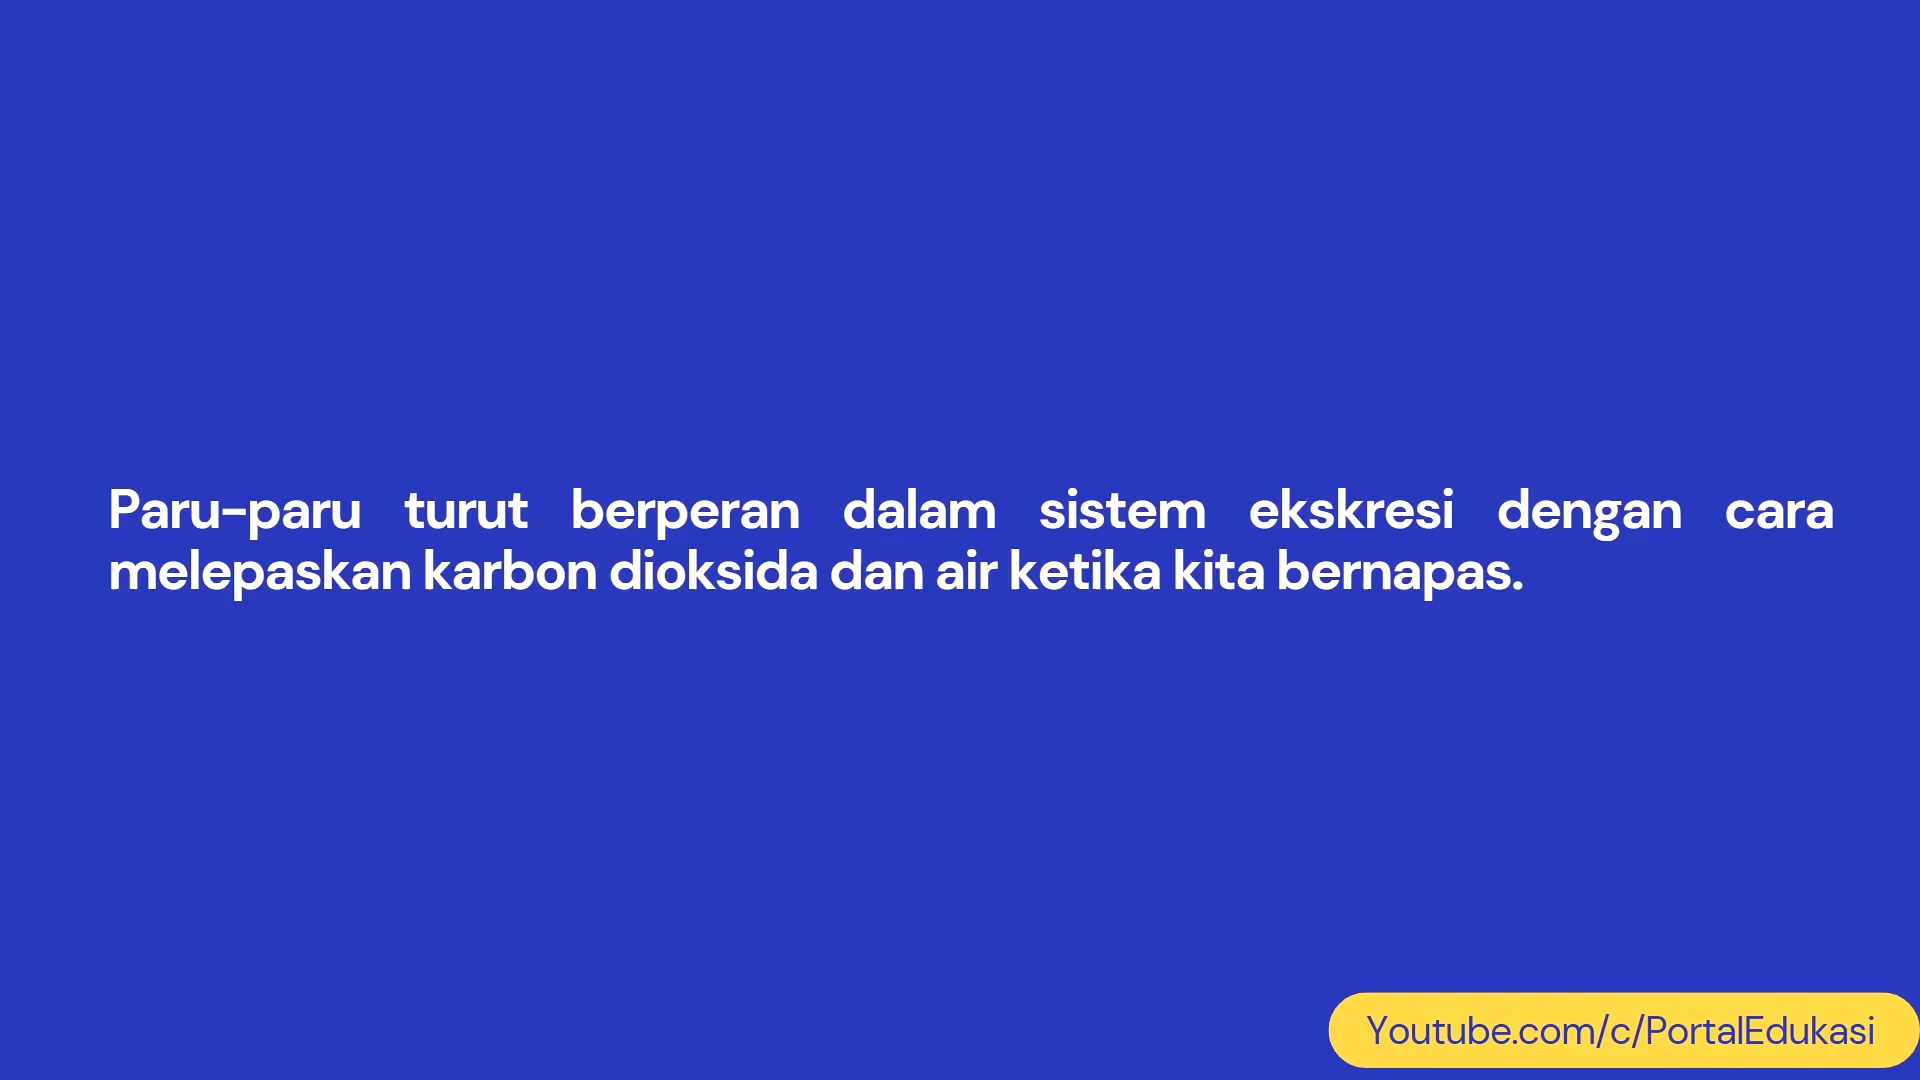 Paru-paru turut berperan dalam sistem ekskresi dengan cara
melepaskan karbon dioksida dan air ketika kita bernapas.
Youtube.com/c/PortalEdukasi